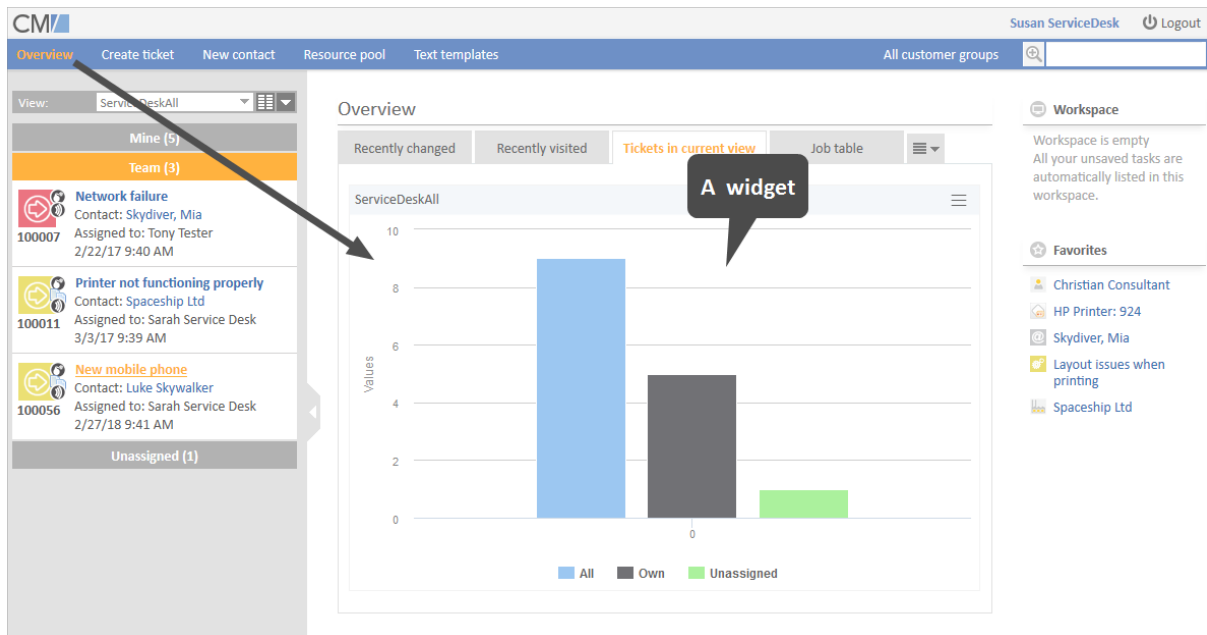 CM/
Susan ServiceDesk
Logout
Overview
Create ticket
New contact
Resource pool
Text templates
All customer groups
View:
ServiceDeskAll
Mine (5)
Team (3)
Network failure
Contact: Skydiver, Mia
100007
Assigned to: Tony Tester
2/22/17 9:40 AM
Printer not functioning properly
Contact: Spaceship Ltd
100011
Assigned to: Sarah Service Desk
3/3/17 9:39 AM
New mobile phone
Contact: Luke Skywalker
100056
Assigned to: Sarah Service Desk
2/27/18 9:41 AM
Unassigned (1)
Overview
Recently changed
Recently visited
Tickets in current view
Job table
A widget
ServiceDeskAll
Values
10
8
6
4
2
0
0
All
Own
Unassigned
Workspace
Workspace is empty
All your unsaved tasks are
automatically listed in this
workspace.
Favorites
Christian Consultant
HP Printer: 924
Skydiver, Mia
Layout issues when
printing
Spaceship Ltd